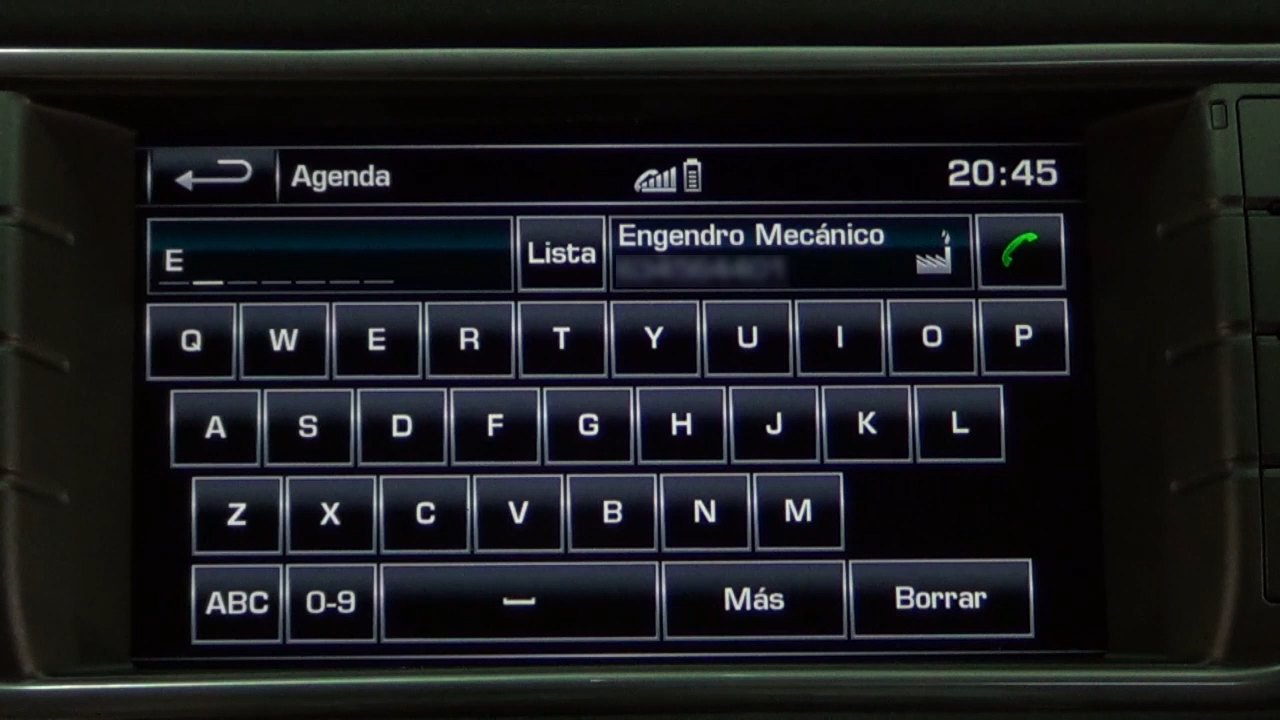 Agenda 20:45
E Lista Engendro Mecánico
Q W E R T Y U I O P
A S D F G H J K L
Z X C V B N M
ABC 0-9 Más Borrar